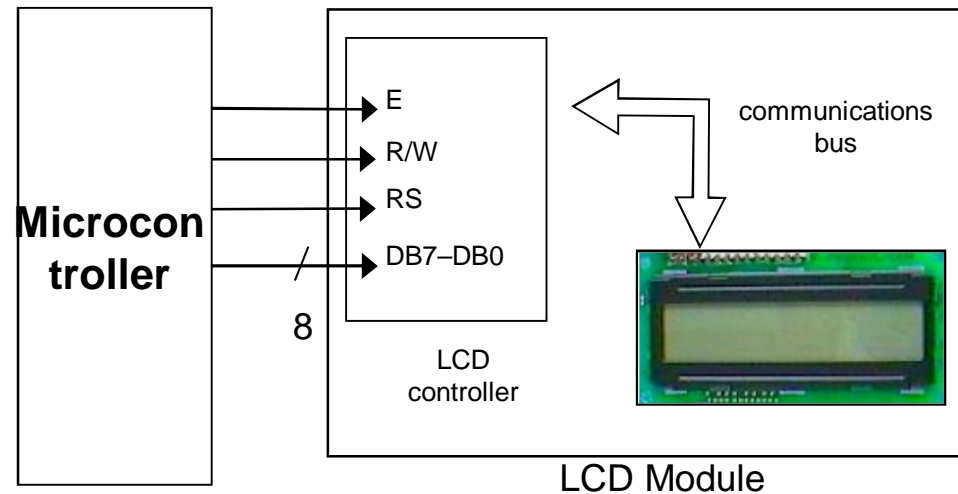 Microcon
troller
E
R/W
RS
DB7–DB0
8
LCD
controller
communications
bus
LCD Module